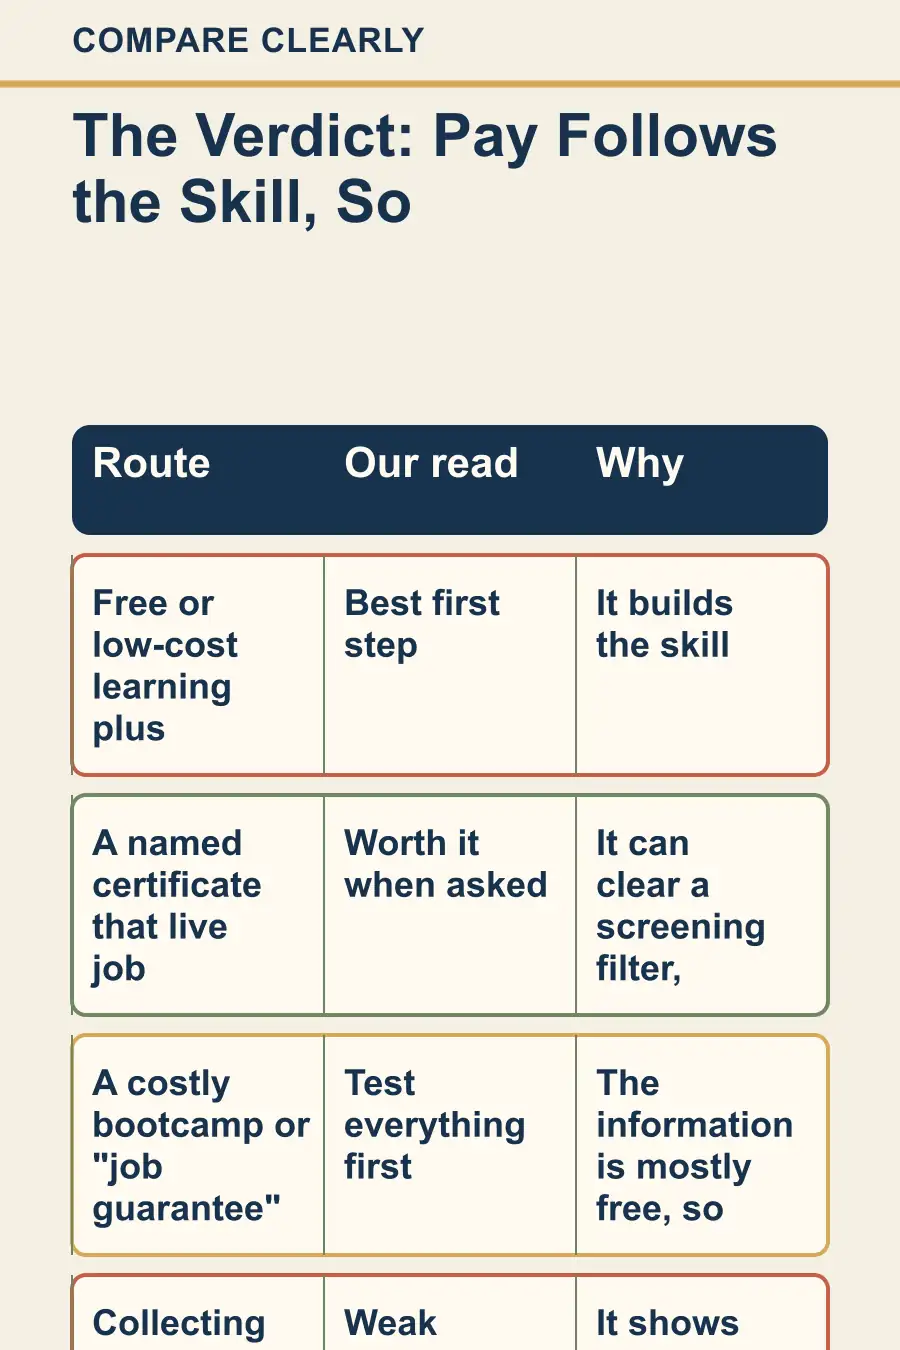 COMPARE CLEARLY
The Verdict: Pay Follows
the Skill, So
Route
Our read
Why
Free or
low-cost
learning
plus
Best first
step
It builds
the skill
A named
certificate
that live
job
Worth it
when asked
It can
clear a
screening
filter,
A costly
bootcamp or
"job
guarantee"
Test
everything
first
The
information
is mostly
free, so
Collecting
Weak
It shows